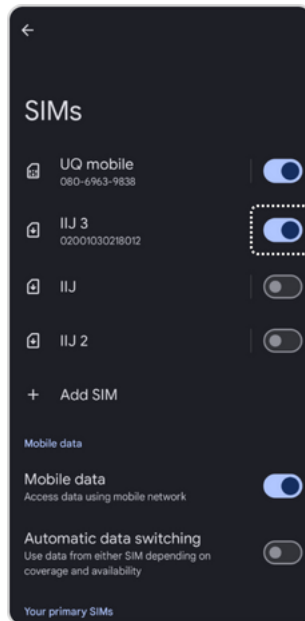 SIMs
UQ mobile
080-6963-9838
IIJ 3
02001030218012
IIJ
IIJ 2
Add SIM
Mobile data
Mobile data
Access data using mobile network
Automatic data switching
Use data from either SIM depending on
coverage and availability
Your primary SIMs